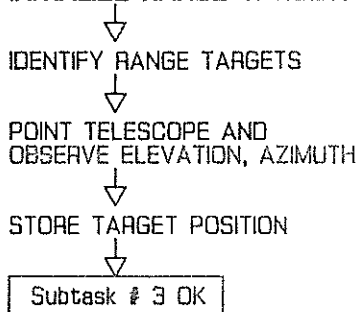 IDENTIFY RANGE TARGETS
POINT TELESCOPE AND
OBSERVE ELEVATION, AZIMUTH
STORE TARGET POSITION
Subtask # 3 OK